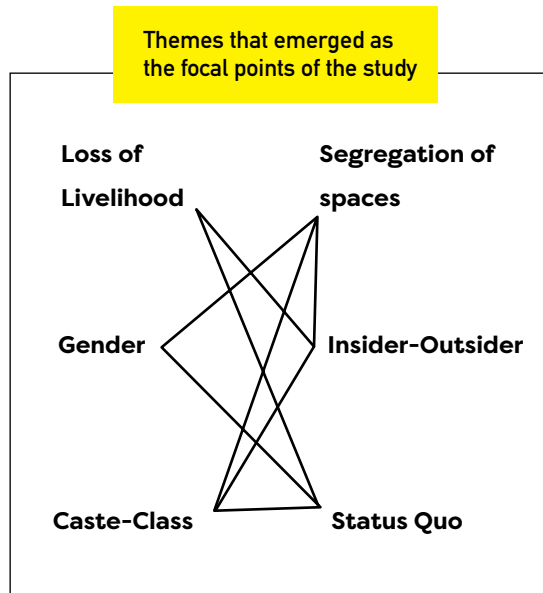 Themes that emerged as
the focal points of the study
Loss of
Livelihood
Segregation of
spaces
Gender
Insider-Outsider
Caste-Class
Status Quo